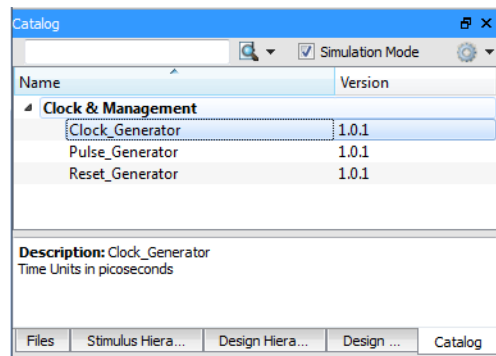 Catalog
Simulation Mode
Name Version
Clock & Management
Clock_Generator 1.0.1
Pulse_Generator 1.0.1
Reset_Generator 1.0.1
Description: Clock_Generator
Time Units in picoseconds
Files Stimulus Hiera... Design Hiera... Design ... Catalog